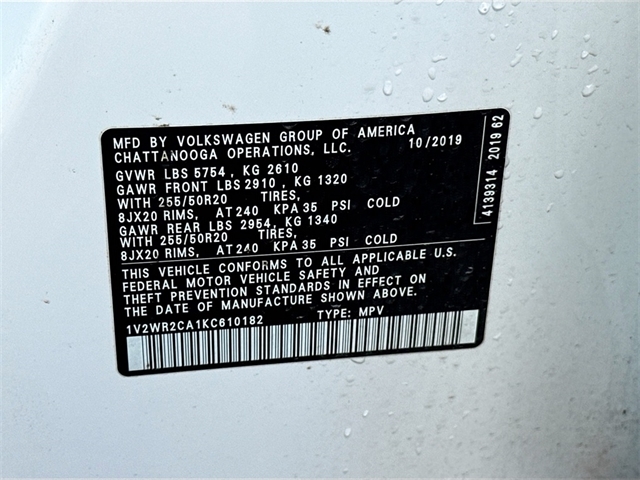 MFD BY VOLKSWAGEN GROUP OF AMERICA
CHATTANOOGA OPERATIONS, LLC. 10/2019
GVWR LBS 5754 , KG 2610
GAWR FRONT LBS 2910 , KG 1320
WITH 255/50R20 TIRES,
8JX20 RIMS, AT 240 KPA 35 PSI COLD
GAWR REAR LBS 2954, KG 1340
WITH 255/50R20 TIRES,
8JX20 RIMS, AT 240 KPA 35 PSI COLD
THIS VEHICLE CONFORMS TO ALL APPLICABLE U.S.
FEDERAL MOTOR VEHICLE SAFETY AND
THEFT PREVENTION STANDARDS IN EFFECT ON
THE DATE OF MANUFACTURE SHOWN ABOVE.
1V2WR2CA1KC610182 TYPE: MPV
4139314 2019 62